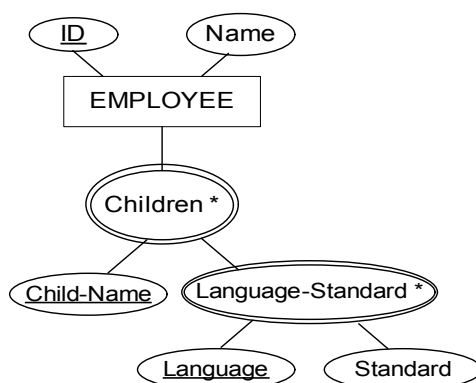 ID
Name
EMPLOYEE
Children *
Child-Name
Language-Standard *
Language
Standard